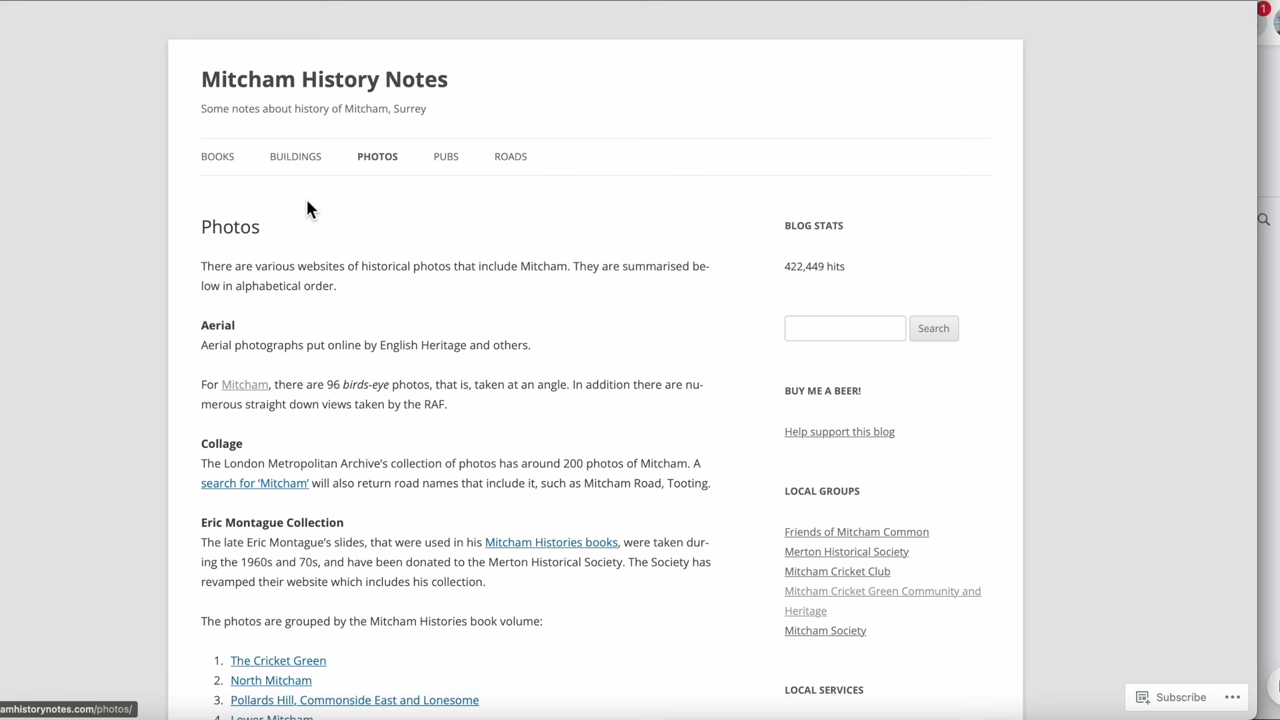 1
Mitcham History Notes
Some notes about history of Mitcham, Surrey
BOOKS BUILDINGS PHOTOS PUBS ROADS
Photos
There are various websites of historical photos that include Mitcham. They are summarised be-
low in alphabetical order.
Aerial
Aerial photographs put online by English Heritage and others.
For Mitcham, there are 96 birds-eye photos, that is, taken at an angle. In addition there are nu-
merous straight down views taken by the RAF.
Collage
The London Metropolitan Archive's collection of photos has around 200 photos of Mitcham. A
search for 'Mitcham' will also return road names that include it, such as Mitcham Road, Tooting.
Eric Montague Collection
The late Eric Montague's slides, that were used in his Mitcham Histories books, were taken dur-
ing the 1960s and 70s, and have been donated to the Merton Historical Society. The Society has
revamped their website which includes his collection.
The photos are grouped by the Mitcham Histories book volume:
1. The Cricket Green
2. North Mitcham
3. Pollards Hill, Commonside East and Lonesome
4. Lower Mitcham
BLOG STATS
422,449 hits
Search
BUY ME A BEER!
Help support this blog
LOCAL GROUPS
Friends of Mitcham Common
Merton Historical Society
Mitcham Cricket Club
Mitcham Cricket Green Community and
Heritage
Mitcham Society
LOCAL SERVICES
Subscribe
amhistorynotes.com/photos/